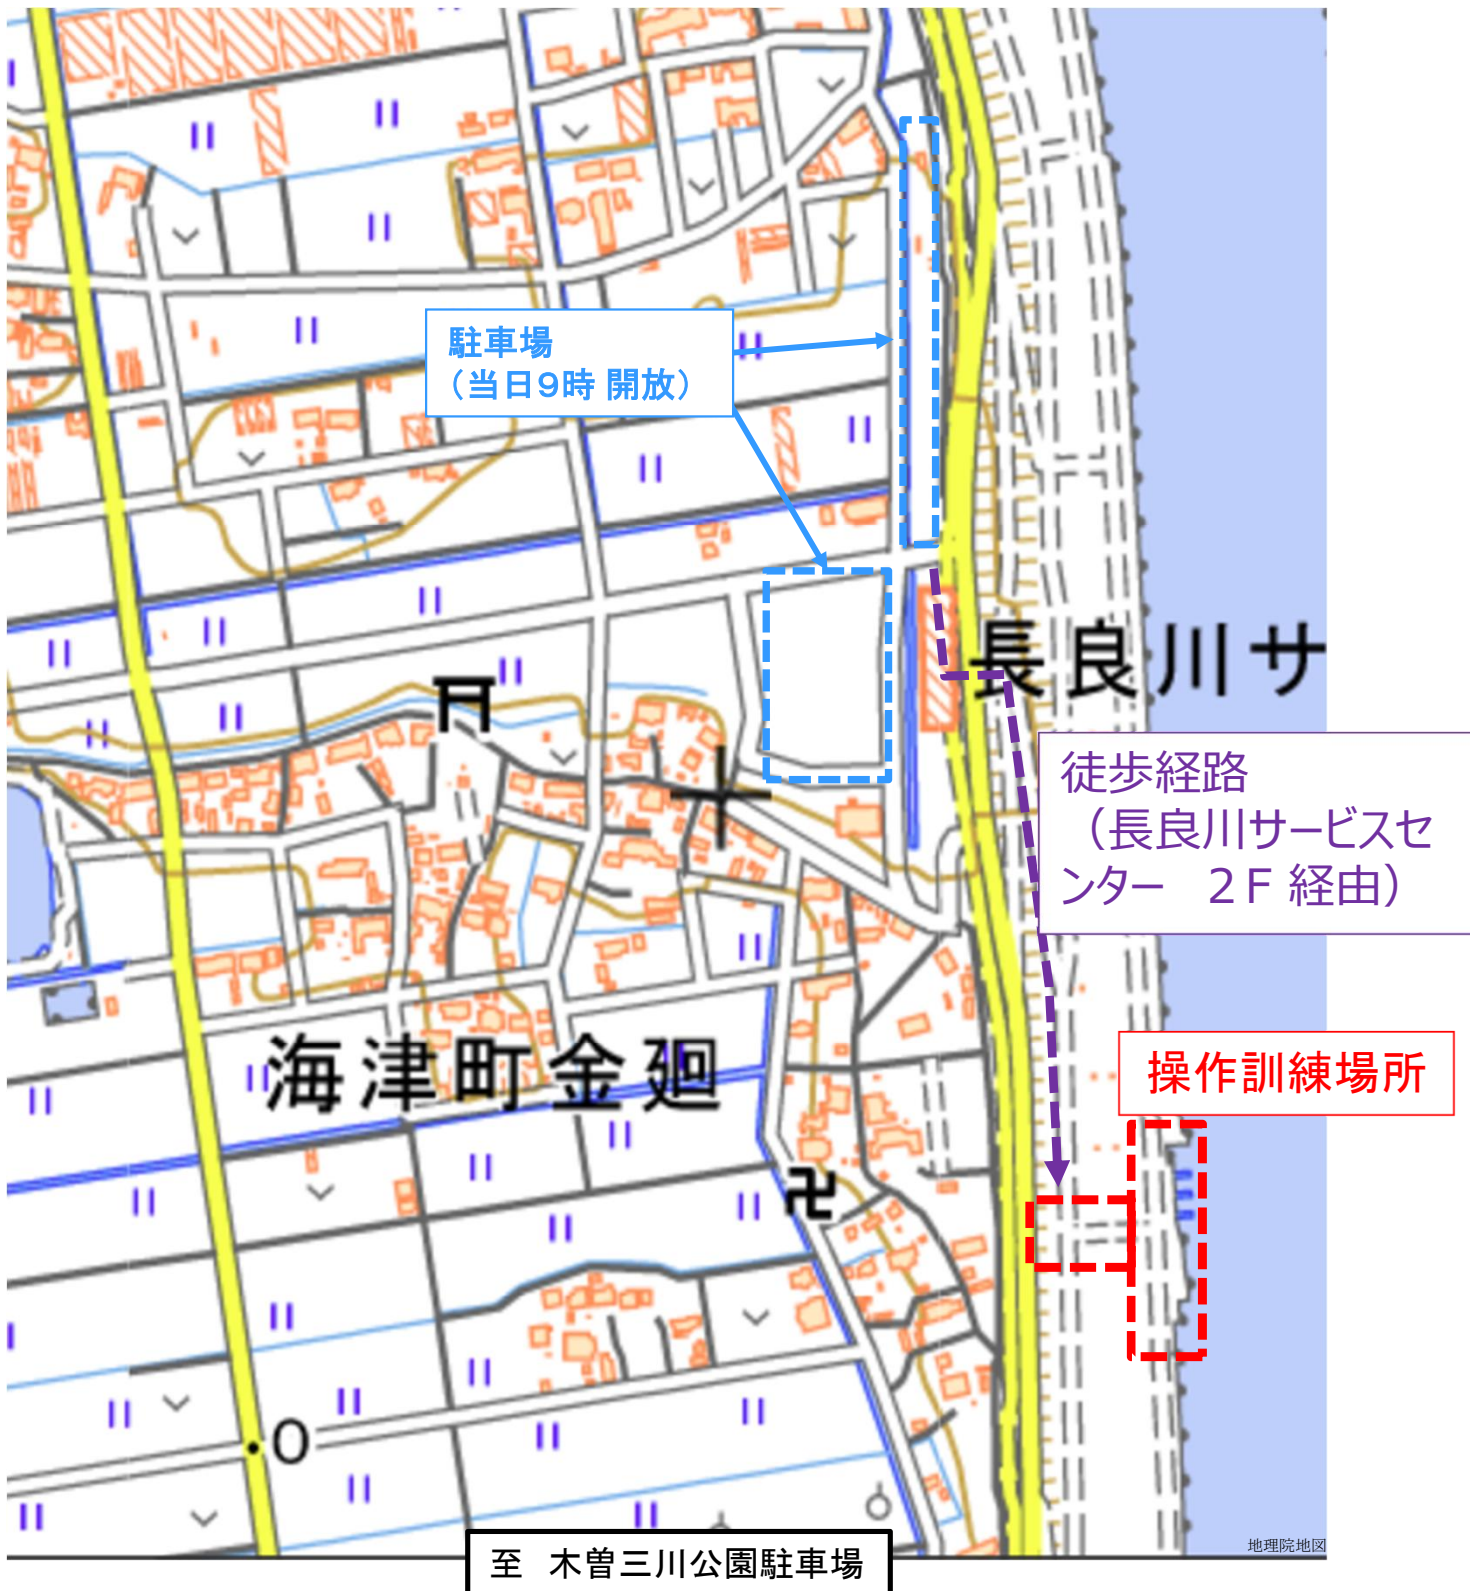 駐車場
（当日9時 開放）
長良川サ
徒歩経路
（長良川サービスセ
ンター　２Ｆ 経由）
操作訓練場所
海津町金廻
0
至　木曽三川公園駐車場
地理院地図